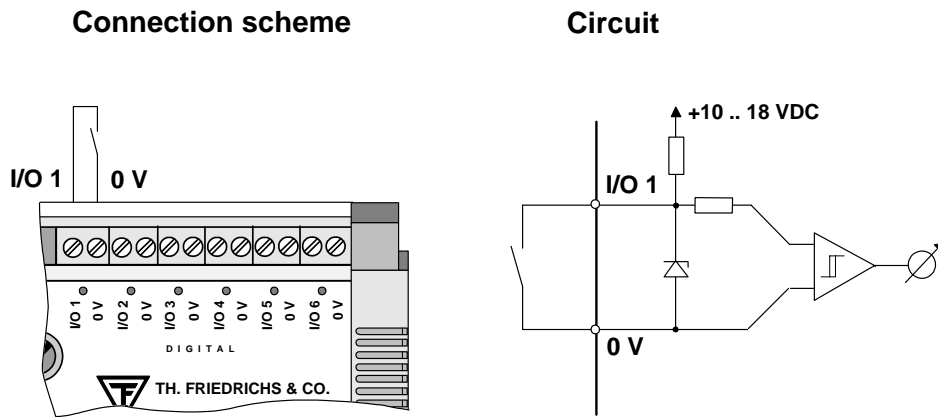 Connection scheme
Circuit
I/O 1
0 V
I/O 1
0 V
I/O 2
0 V
I/O 3
0 V
I/O 4
0 V
I/O 5
0 V
I/O 6
0 V
DIGITAL
TF
TH. FRIEDRICHS & CO.
+10 .. 18 VDC
I/O 1
0 V